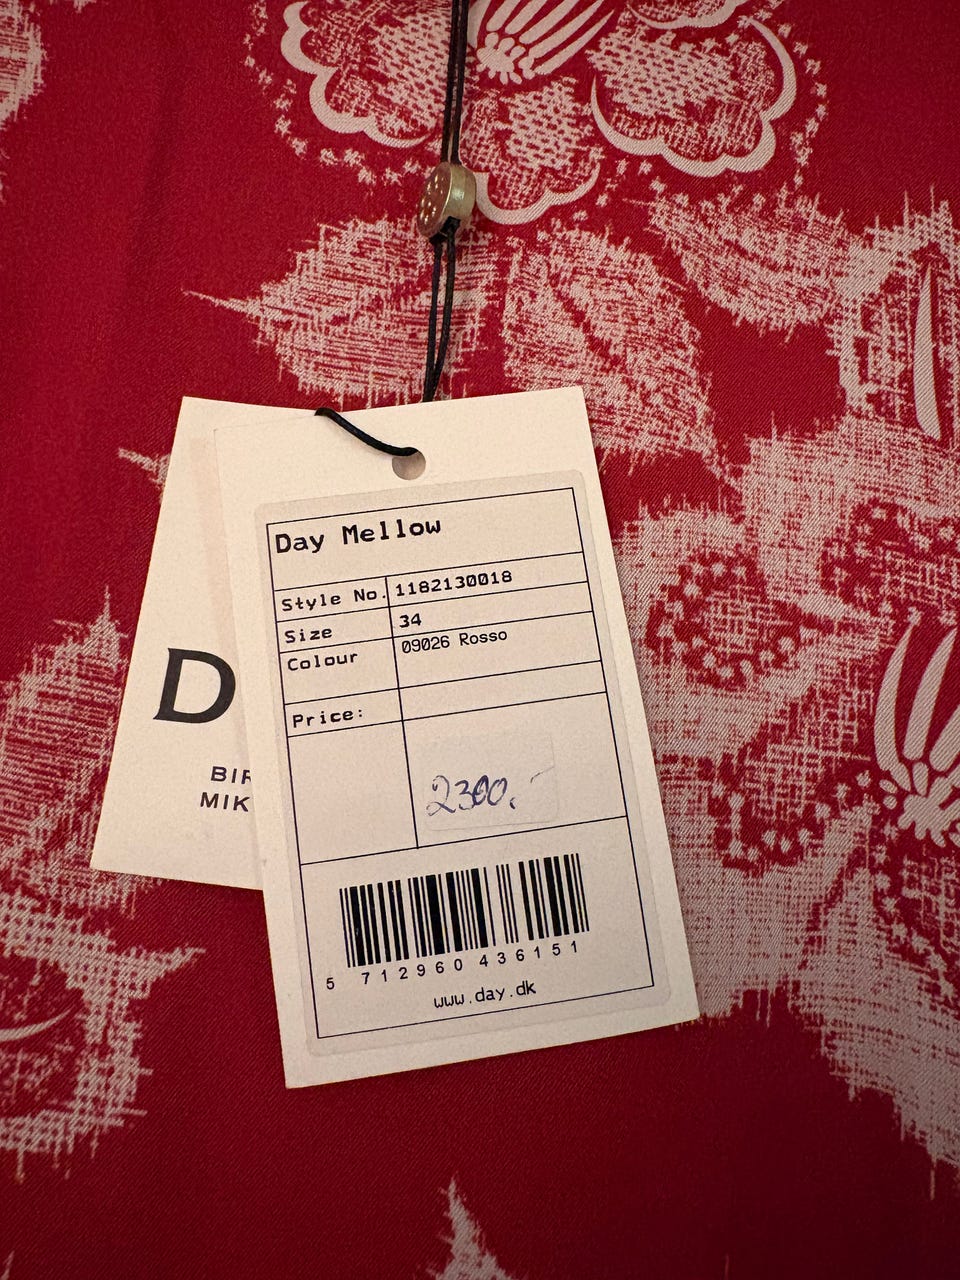 Day Mellow
Style No. 1182130018
Size 34
Colour 09026 Rosso
Price:
2300,-
5 712960 436151
www.day.dk
D
BIR
MIK